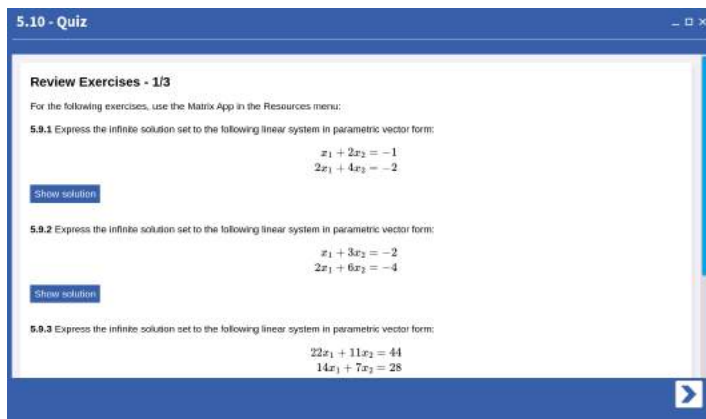 5.10 - Quiz
Review Exercises - 1/3
For the following exercises, use the Matrix App in the Resources menu:
5.9.1 Express the infinite solution set to the following linear system in parametric vector form:
x₁ + 2x₂ = −1
2x₁ + 4x₂ = −2
Show solution
5.9.2 Express the infinite solution set to the following linear system in parametric vector form:
x₁ + 3x₂ = −2
2x₁ + 6x₂ = −4
Show solution
5.9.3 Express the infinite solution set to the following linear system in parametric vector form:
22x₁ + 11x₂ = 44
14x₁ + 7x₂ = 28